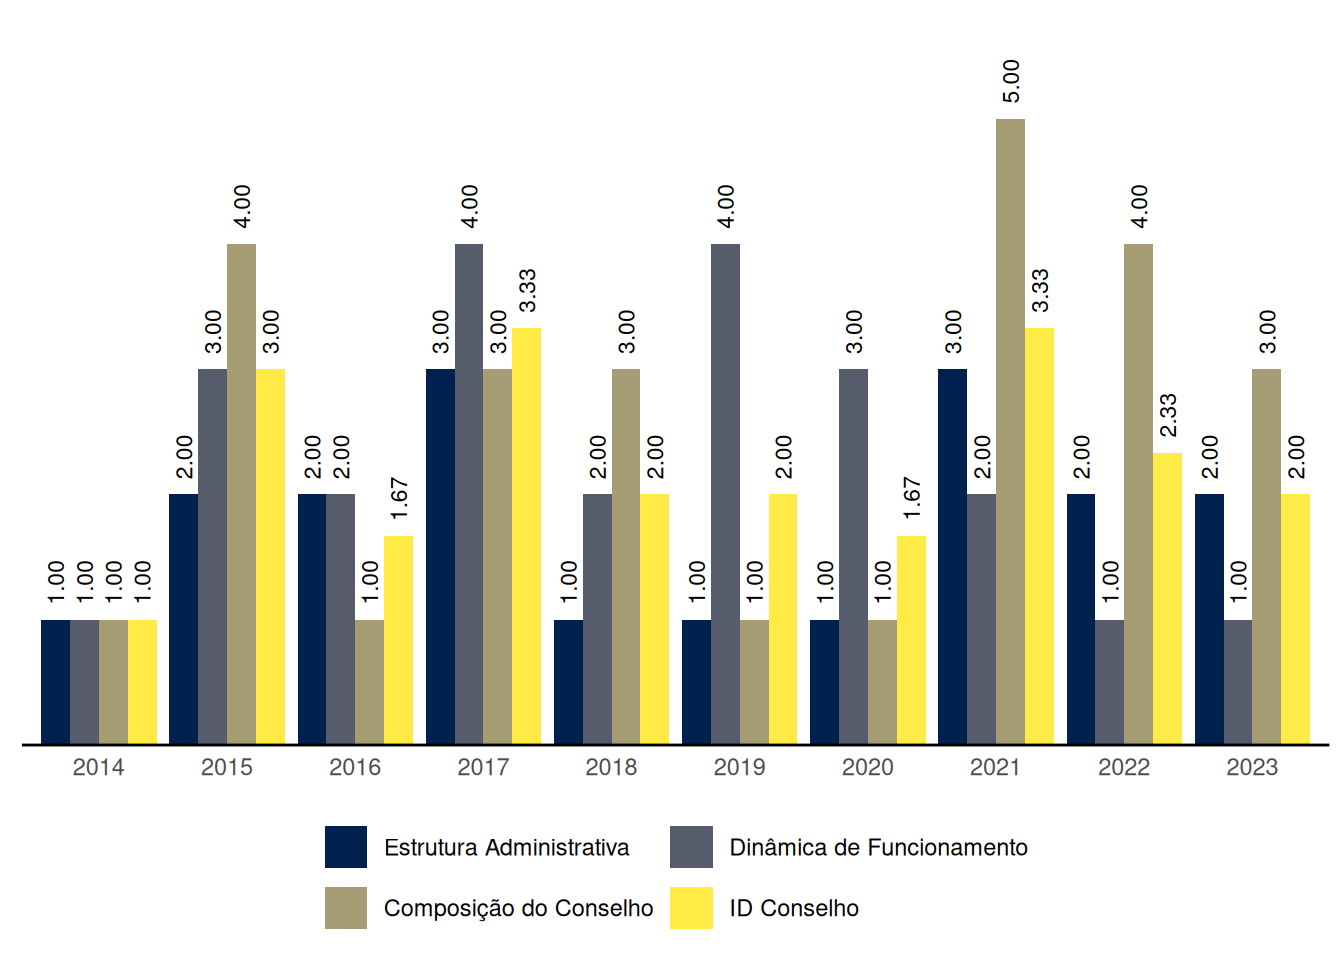 5.00
4.00 4.00 4.00 4.00
3.33 3.33
3.00 3.00 3.00 3.00 3.00 3.00 3.00 3.00
2.33
2.00 2.00 2.00 2.00 2.00 2.00 2.00 2.00 2.00 2.00
1.67 1.67
1.00 1.00 1.00 1.00 1.00 1.00 1.00 1.00 1.00 1.00 1.00 1.00
2014 2015 2016 2017 2018 2019 2020 2021 2022 2023
Estrutura Administrativa Dinâmica de Funcionamento
Composição do Conselho ID Conselho